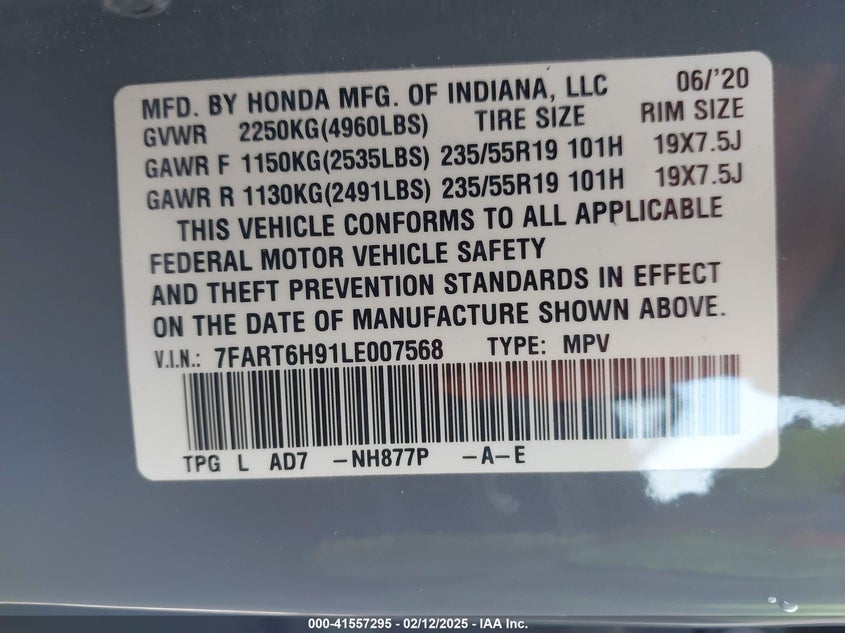 MFD. BY HONDA MFG. OF INDIANA, LLC 06/'20
GVWR 2250KG(4960LBS) TIRE SIZE RIM SIZE
GAWR F 1150KG(2535LBS) 235/55R19 101H 19X7.5J
GAWR R 1130KG(2491LBS) 235/55R19 101H 19X7.5J
THIS VEHICLE CONFORMS TO ALL APPLICABLE
FEDERAL MOTOR VEHICLE SAFETY
AND THEFT PREVENTION STANDARDS IN EFFECT
ON THE DATE OF MANUFACTURE SHOWN ABOVE.
V.I.N.: 7FART6H91LE007568 TYPE: MPV
TPG L AD7 -NH877P -A-E
000-41557295 - 02/12/2025 - IAA Inc.